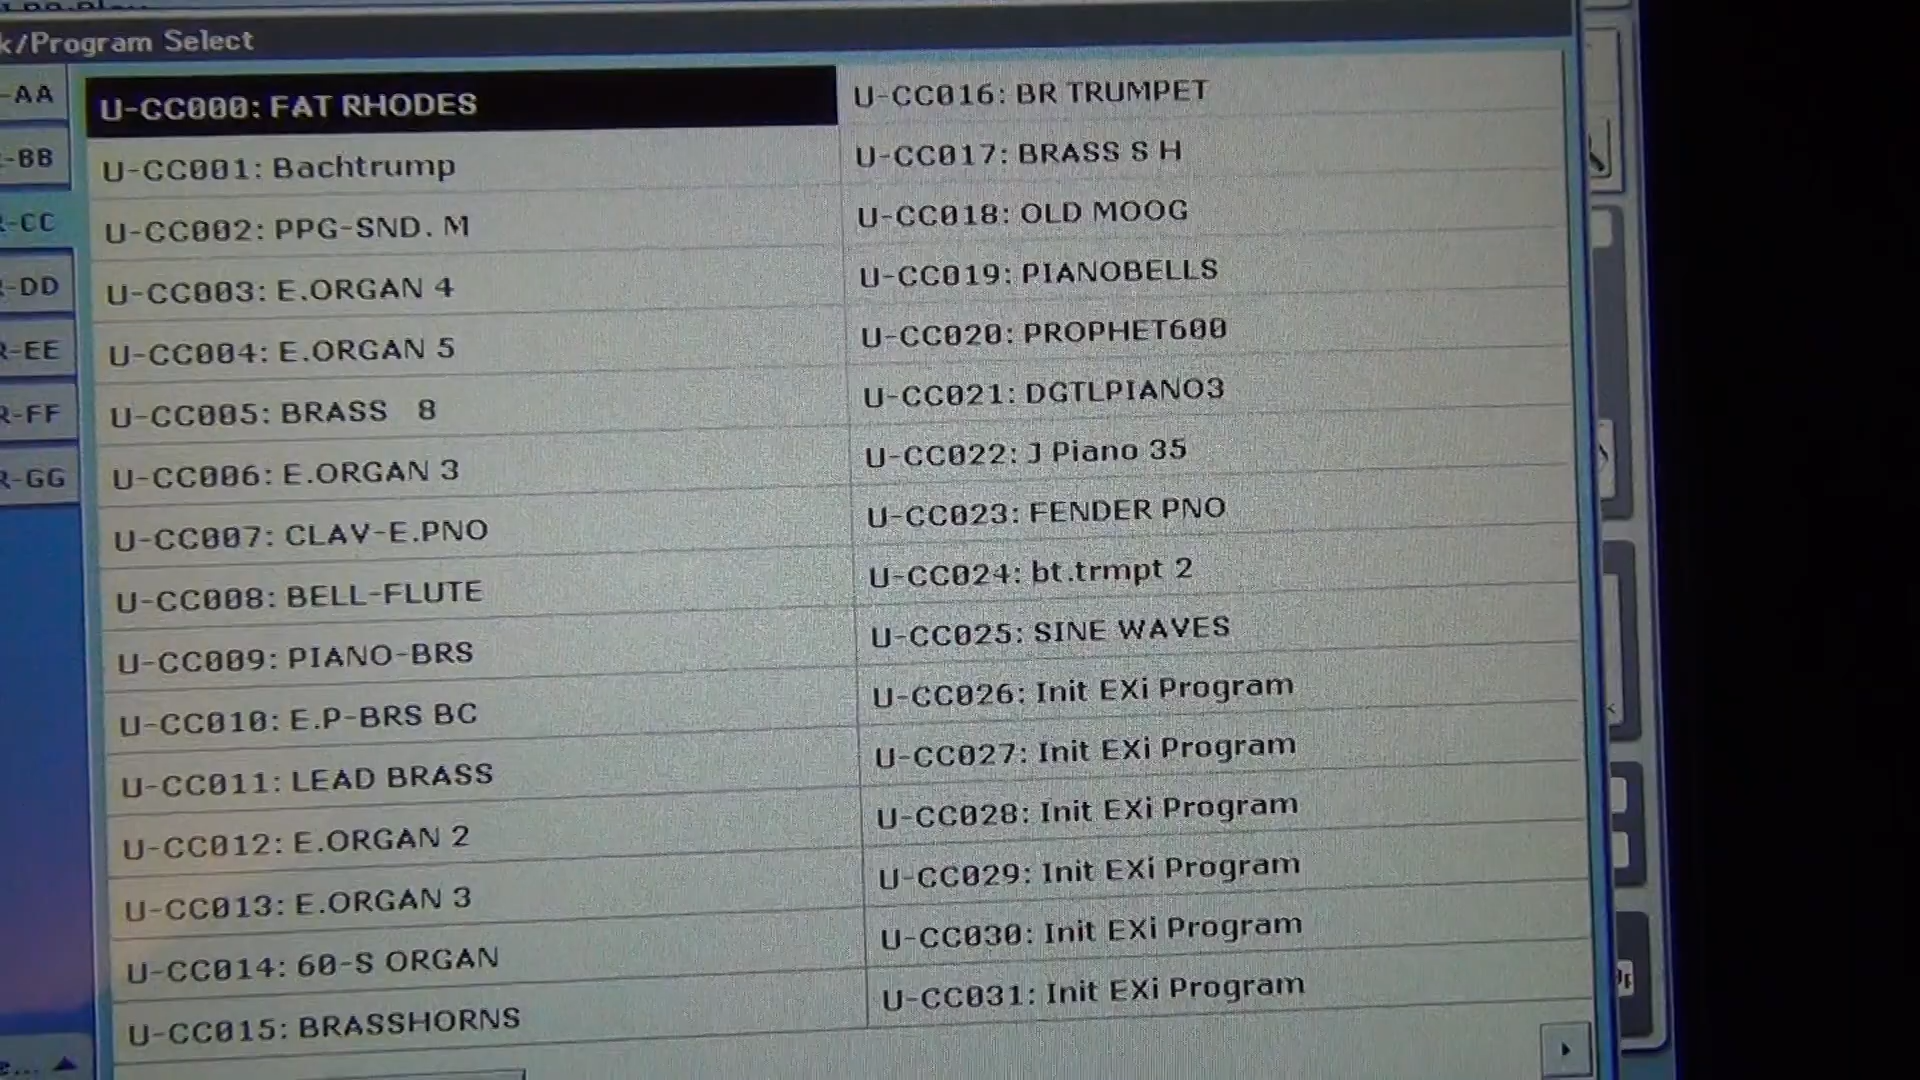 k/Program Select
-AA
-BB
R-CC
R-DD
R-EE
R-FF
R-GG
U-CC000: FAT RHODES
U-CC001: Bachtrump
U-CC002: PPG-SND. M
U-CC003: E.ORGAN 4
U-CC004: E.ORGAN 5
U-CC005: BRASS 8
U-CC006: E.ORGAN 3
U-CC007: CLAV-E.PNO
U-CC008: BELL-FLUTE
U-CC009: PIANO-BRS
U-CC010: E.P-BRS BC
U-CC011: LEAD BRASS
U-CC012: E.ORGAN 2
U-CC013: E.ORGAN 3
U-CC014: 60-S ORGAN
U-CC015: BRASSHORNS
U-CC016: BR TRUMPET
U-CC017: BRASS S H
U-CC018: OLD MOOG
U-CC019: PIANOBELLS
U-CC020: PROPHET600
U-CC021: DGTLPIANO3
U-CC022: J Piano 35
U-CC023: FENDER PNO
U-CC024: bt.trmpt 2
U-CC025: SINE WAVES
U-CC026: Init EXi Program
U-CC027: Init EXi Program
U-CC028: Init EXi Program
U-CC029: Init EXi Program
U-CC030: Init EXi Program
U-CC031: Init EXi Program